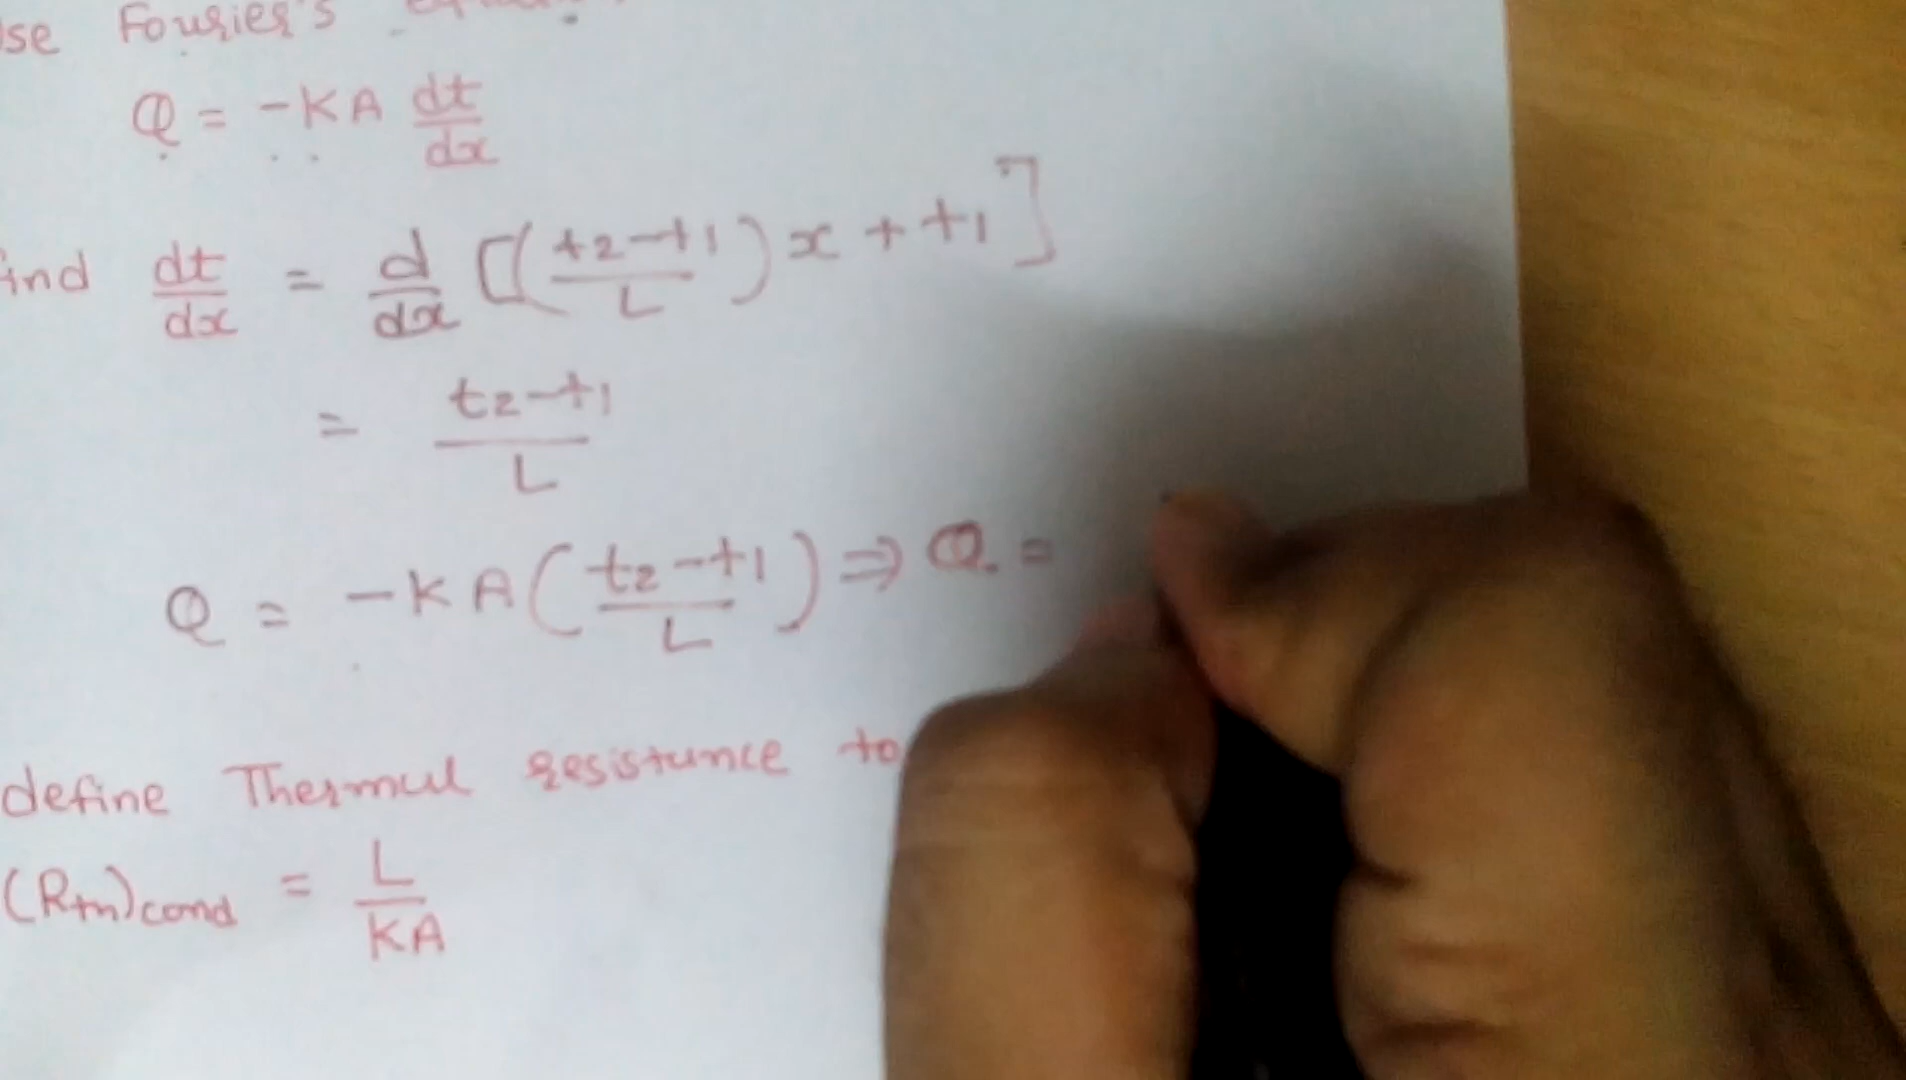 se Fourier's
Q = -KA dt/dx
ind dt/dx = d/dx [(t2-t1/L) x + t1]
= t2-t1/L
Q = -KA (t2-t1/L) ⇒ Q =
define Thermal resistance to
(Rth)cond = L/KA